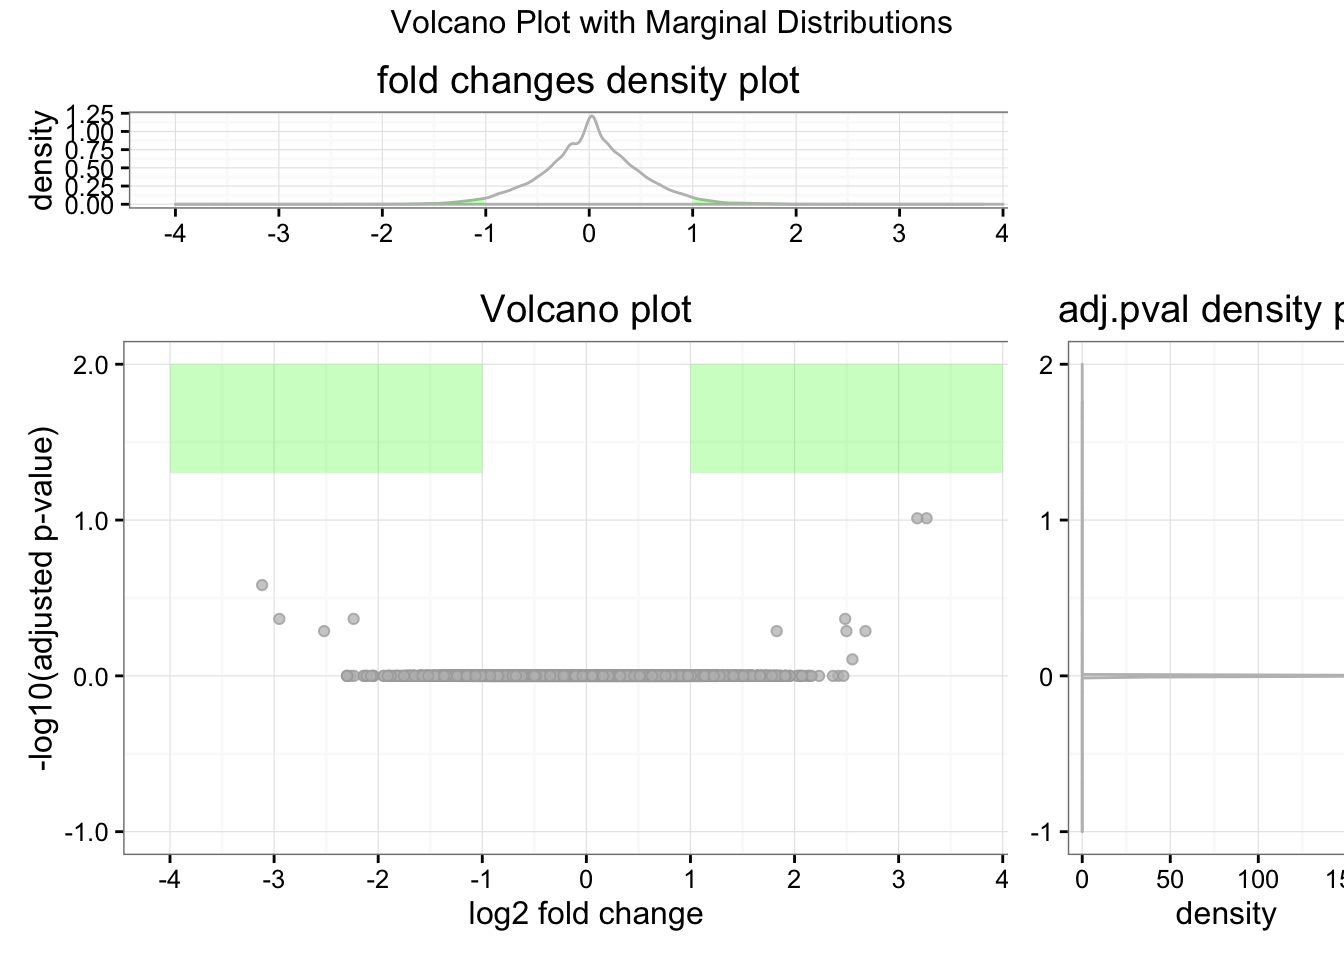 Volcano Plot with Marginal Distributions
fold changes density plot
density
1.25
1.00
0.75
0.50
0.25
0.00
-4 -3 -2 -1 0 1 2 3 4
Volcano plot
-log10(adjusted p-value)
2.0
1.0
0.0
-1.0
-4 -3 -2 -1 0 1 2 3 4
log2 fold change
adj.pval density p
2
1
0
-1
0 50 100 15
density